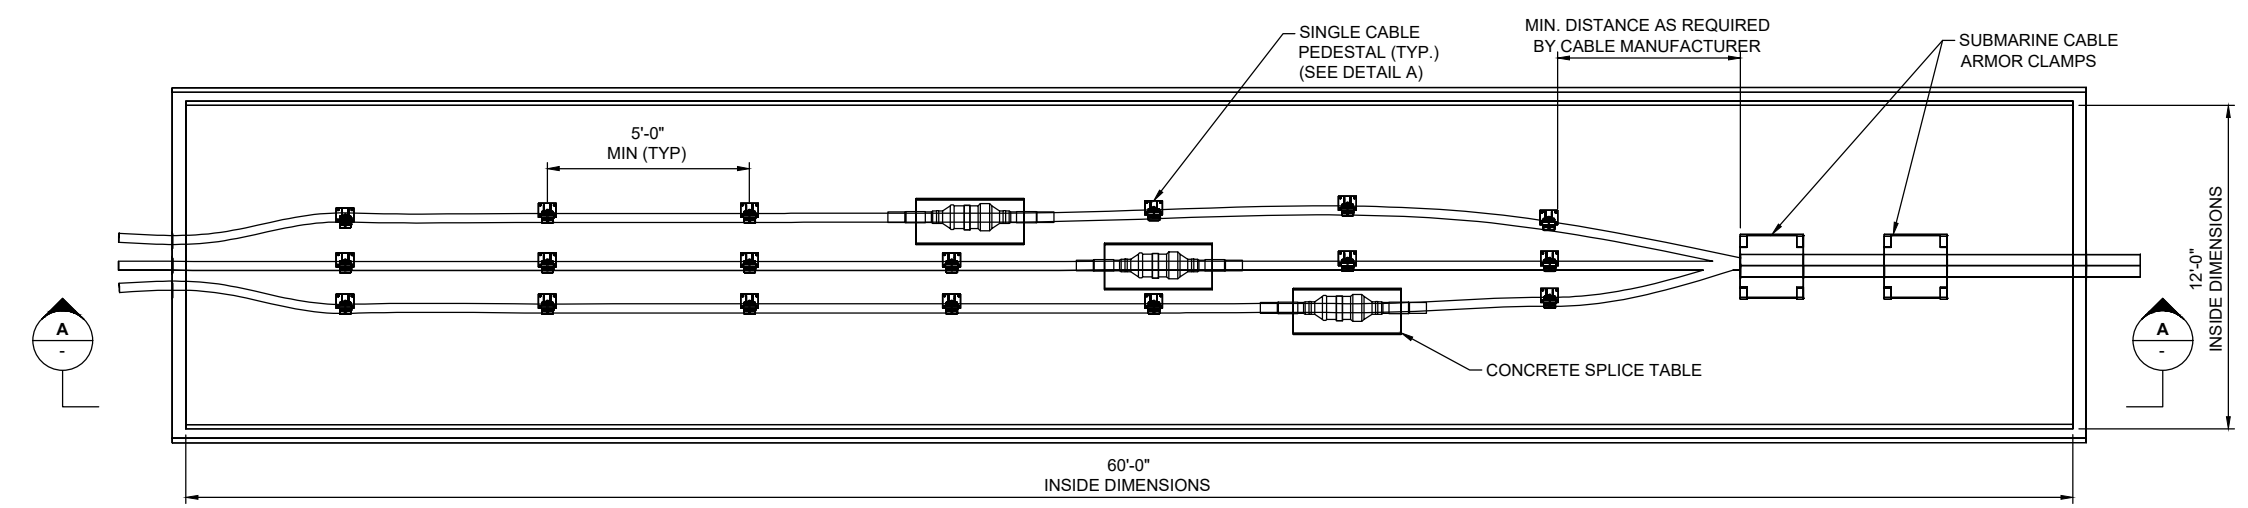 SINGLE CABLE
PEDESTAL (TYP.)
(SEE DETAIL A)
MIN. DISTANCE AS REQUIRED
BY CABLE MANUFACTURER
SUBMARINE CABLE
ARMOR CLAMPS
5'-0"
MIN (TYP)
12'-0"
INSIDE DIMENSIONS
A
-
A
-
CONCRETE SPLICE TABLE
60'-0"
INSIDE DIMENSIONS